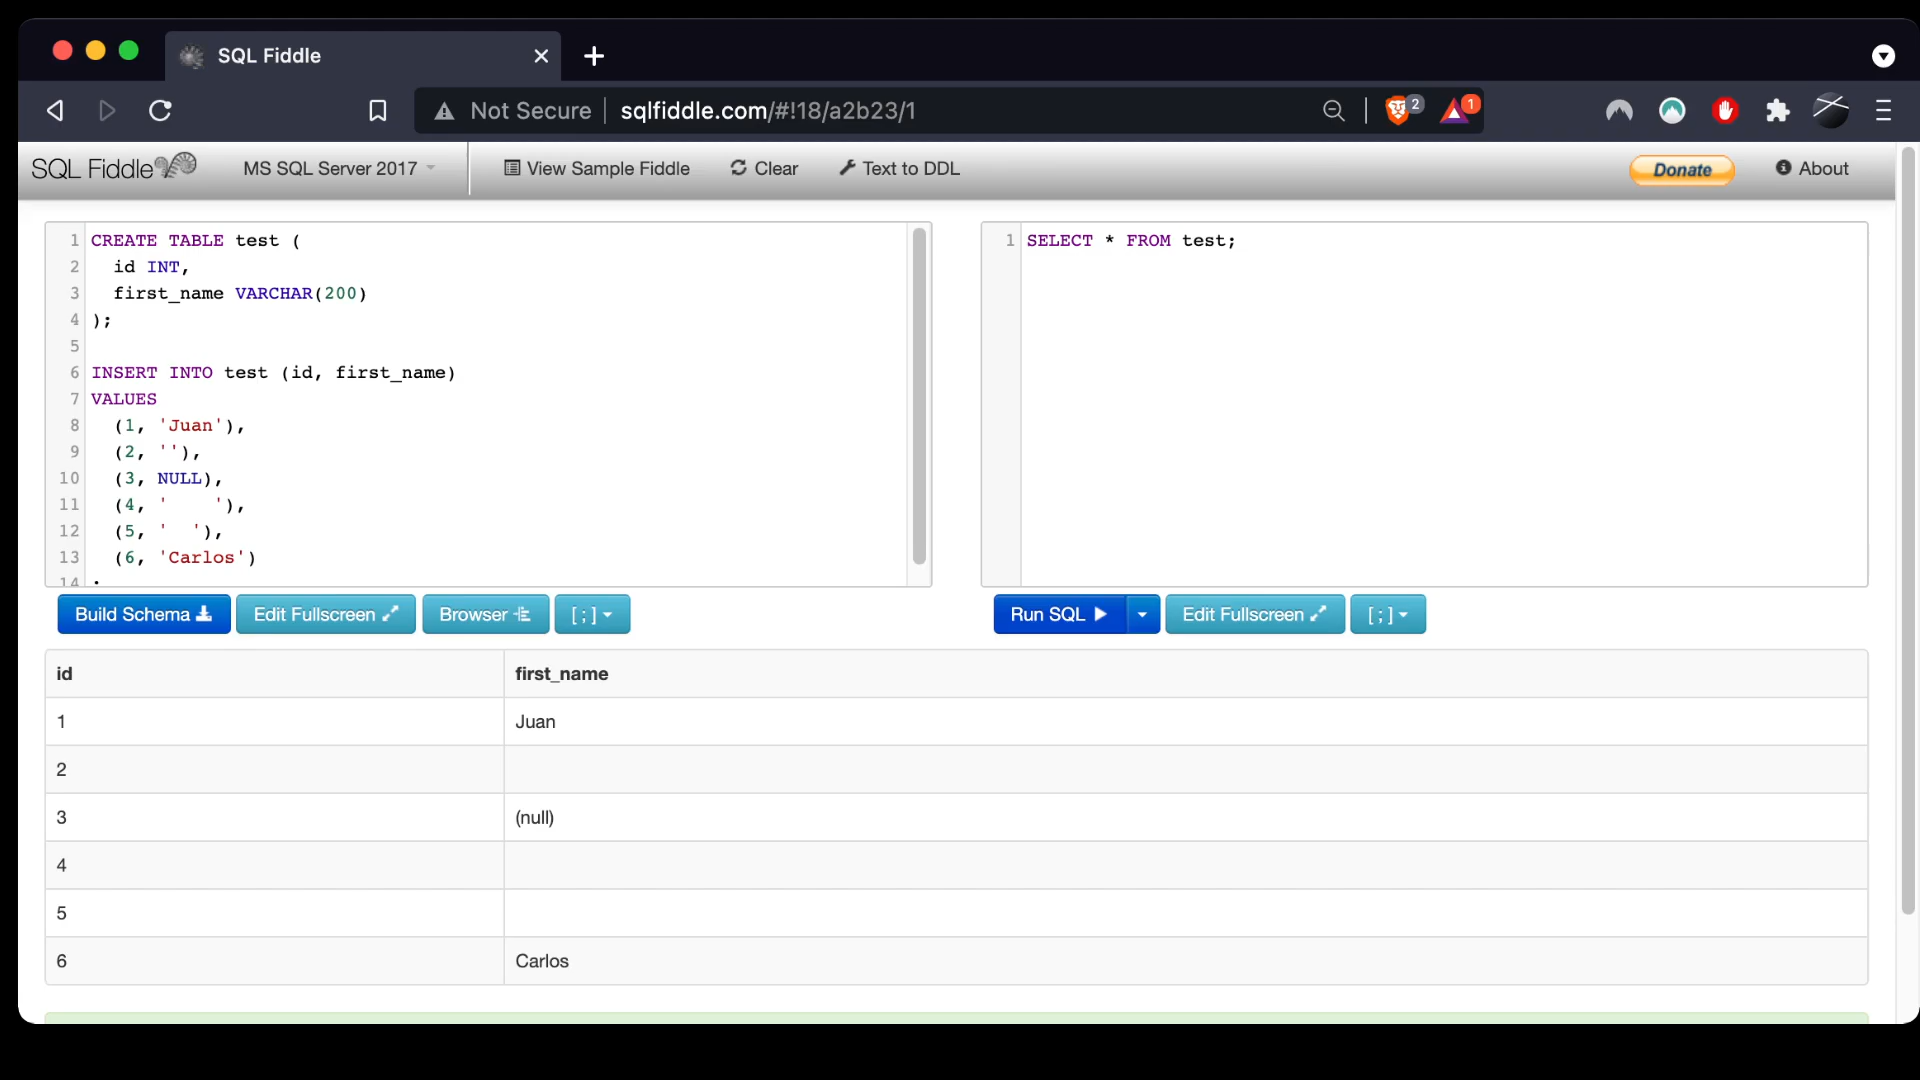 SQL Fiddle
2
1
Not Secure
sqlfiddle.com/#!18/a2b23/1
SQL Fiddle
MS SQL Server 2017
View Sample Fiddle
Clear
Text to DDL
Donate
About
1 CREATE TABLE test (
2   id INT,
3   first_name VARCHAR(200)
4 );
5
6 INSERT INTO test (id, first_name)
7 VALUES
8   (1, 'Juan'),
9   (2, ''),
10   (3, NULL),
11   (4, '    '),
12   (5, '  '),
13   (6, 'Carlos')
14 ;
1 SELECT * FROM test;
Build Schema
Edit Fullscreen
Browser
[ ; ]
Run SQL
Edit Fullscreen
[ ; ]
id first_name
1 Juan
2
3 (null)
4
5
6 Carlos